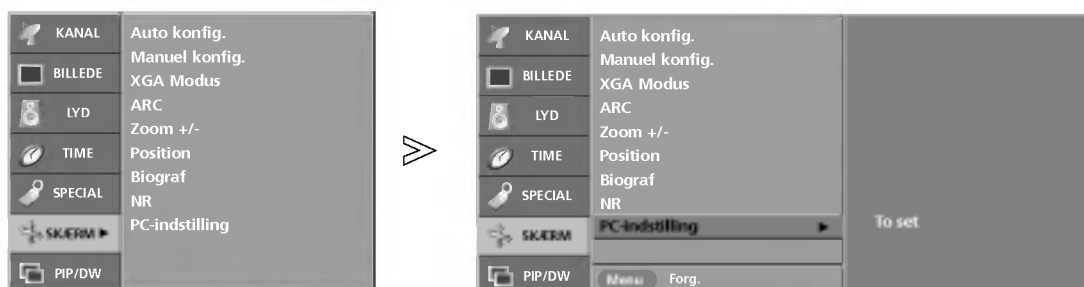 KANAL
BILLEDE
LYD
TIME
SPECIAL
SKÆRM
PIP/DW
Auto konfig.
Manuel konfig.
XGA Modus
ARC
Zoom +/-
Position
Biograf
NR
PC-indstilling
KANAL
BILLEDE
LYD
TIME
SPECIAL
SKÆRM
PIP/DW
Auto konfig.
Manuel konfig.
XGA Modus
ARC
Zoom +/-
Position
Biograf
NR
PC-indstilling
Menu Forg.
To set